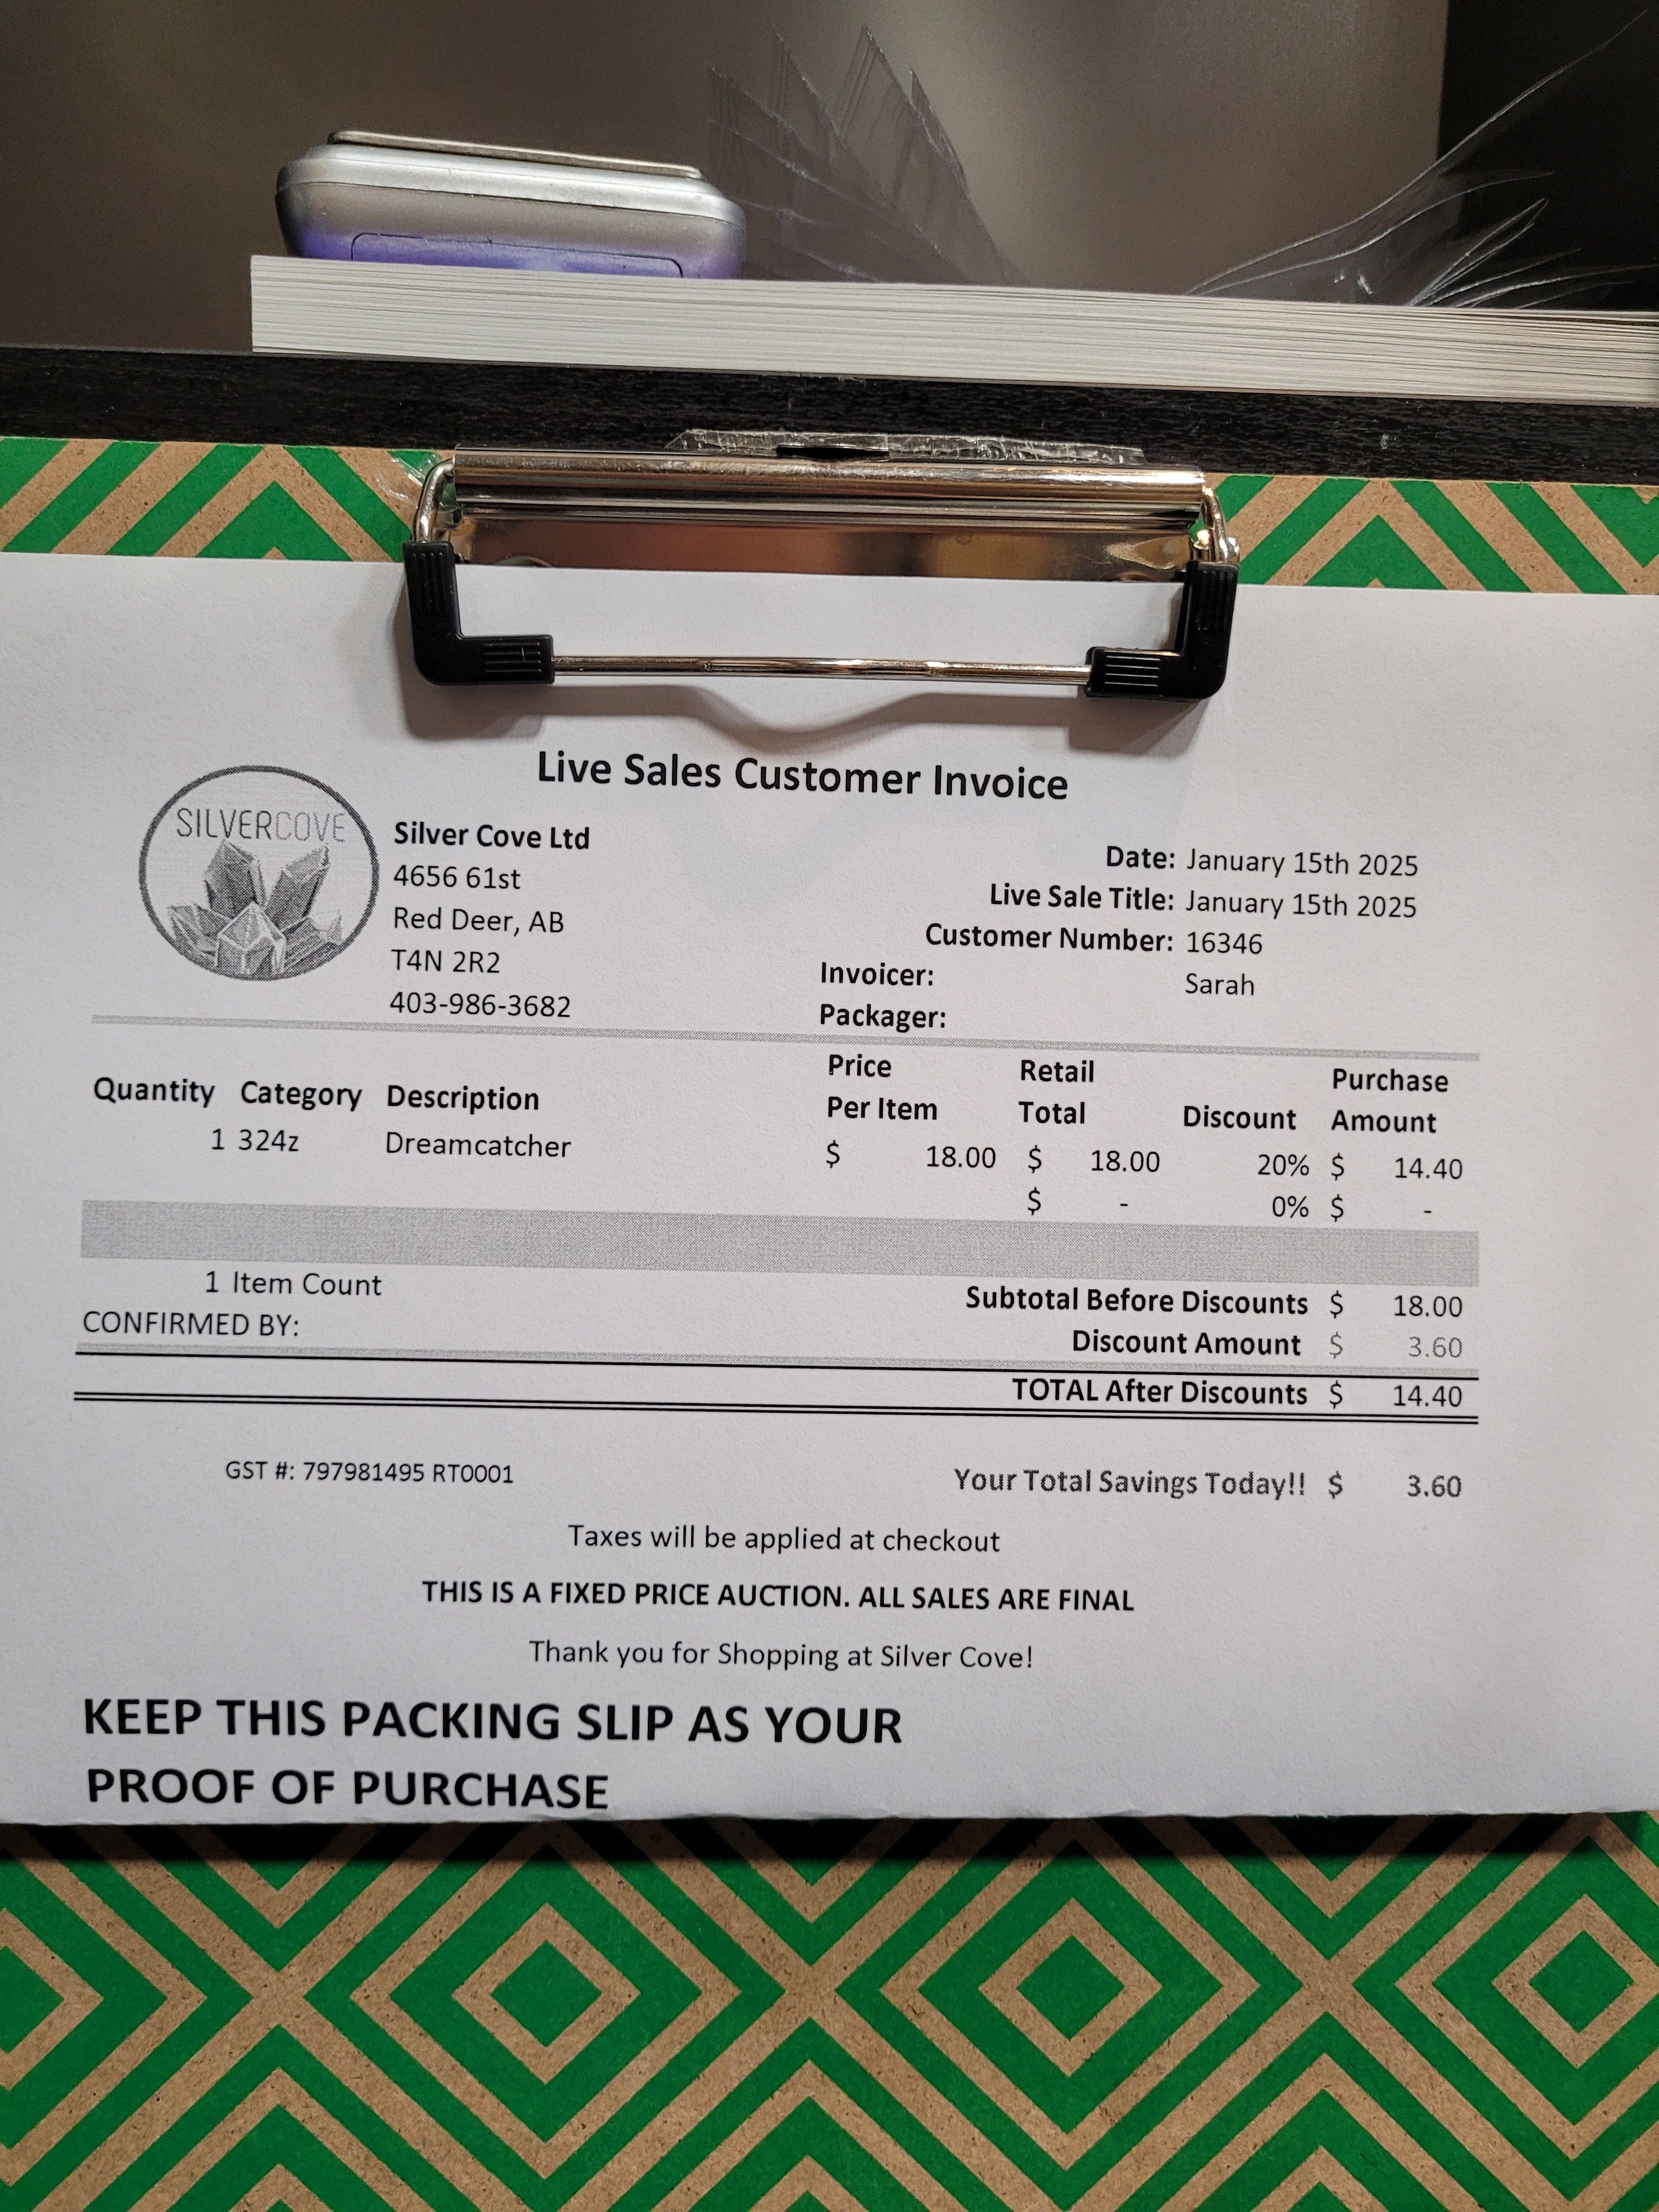 Live Sales Customer Invoice
SILVERCOVE
Silver Cove Ltd
4656 61st
Red Deer, AB
T4N 2R2
403-986-3682
Date: January 15th 2025
Live Sale Title: January 15th 2025
Customer Number: 16346
Invoicer: Sarah
Packager:
Quantity Category Description Price Per Item Retail Total Discount Purchase Amount
1 324z Dreamcatcher $ 18.00 $ 18.00 20% $ 14.40
$ - 0% $ -
1 Item Count
CONFIRMED BY:
Subtotal Before Discounts $ 18.00
Discount Amount $ 3.60
TOTAL After Discounts $ 14.40
GST #: 797981495 RT0001
Your Total Savings Today!! $ 3.60
Taxes will be applied at checkout
THIS IS A FIXED PRICE AUCTION. ALL SALES ARE FINAL
Thank you for Shopping at Silver Cove!
KEEP THIS PACKING SLIP AS YOUR
PROOF OF PURCHASE